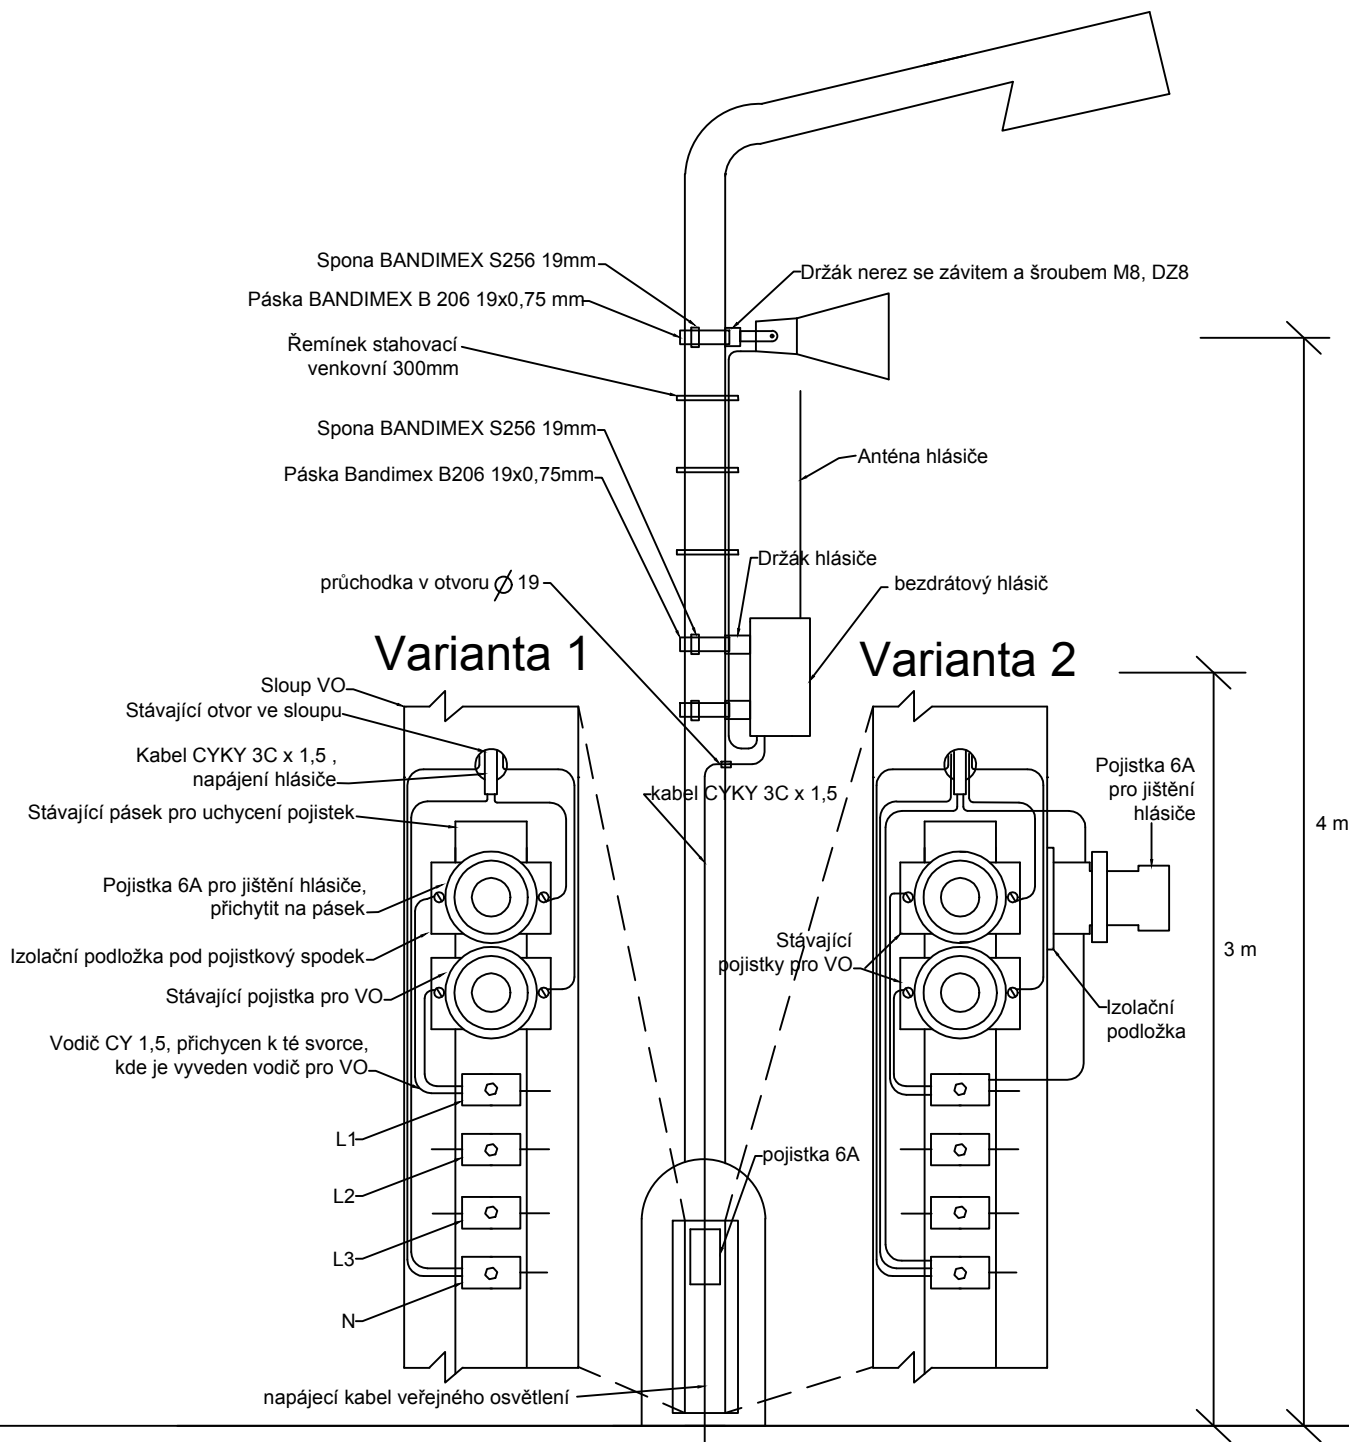 Spona BANDIMEX S256 19mm
Držák nerez se závitem a šroubem M8, DZ8
Páska BANDIMEX B 206 19x0,75 mm
Řemínek stahovací
venkovní 300mm
Spona BANDIMEX S256 19mm
Anténa hlásiče
Páska Bandimex B206 19x0,75mm
Držák hlásiče
průchodka v otvoru ⌀ 19
bezdrátový hlásič
Varianta 1
Varianta 2
Sloup VO
Stávající otvor ve sloupu
Kabel CYKY 3C x 1,5 ,
napájení hlásiče
Pojistka 6A
pro jištění
hlásiče
kabel CYKY 3C x 1,5
Stávající pásek pro uchycení pojistek
4 m
Pojistka 6A pro jištění hlásiče,
přichytit na pásek
Stávající
pojistky pro VO
3 m
Izolační podložka pod pojistkový spodek
Stávající pojistka pro VO
Izolační
podložka
Vodič CY 1,5, přichycen k té svorce,
kde je vyveden vodič pro VO
L1
pojistka 6A
L2
L3
N
napájecí kabel veřejného osvětlení